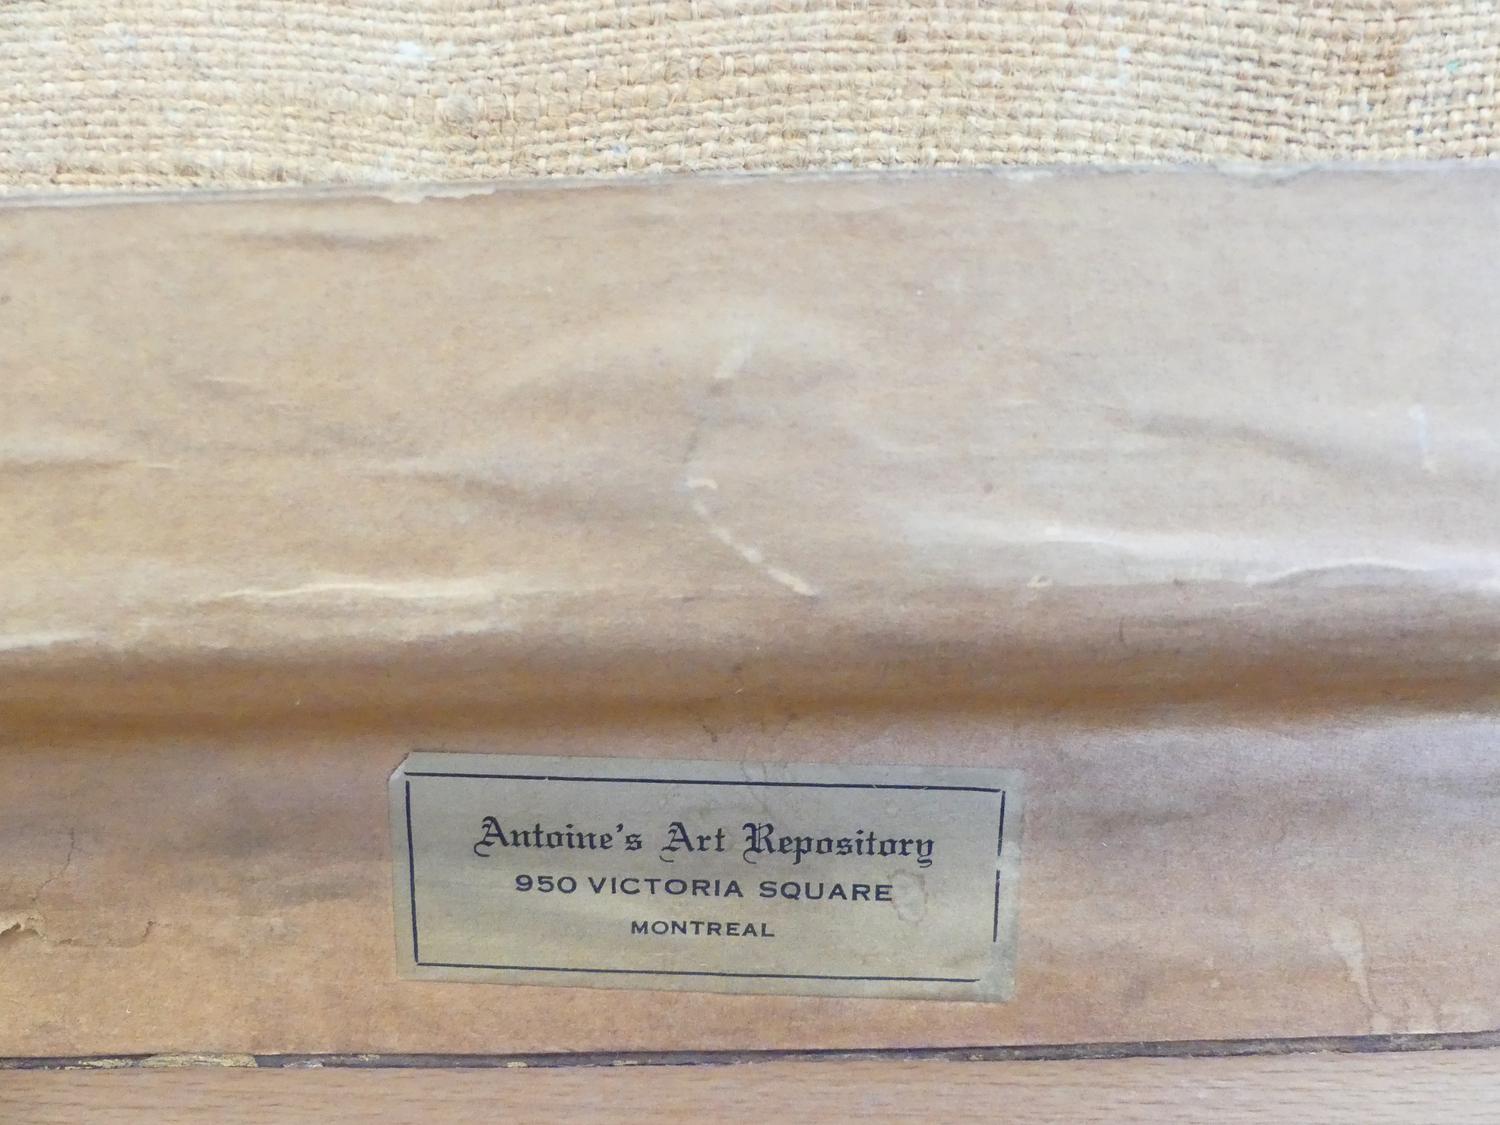 Antoine's Art Repository
950 VICTORIA SQUARE
MONTREAL